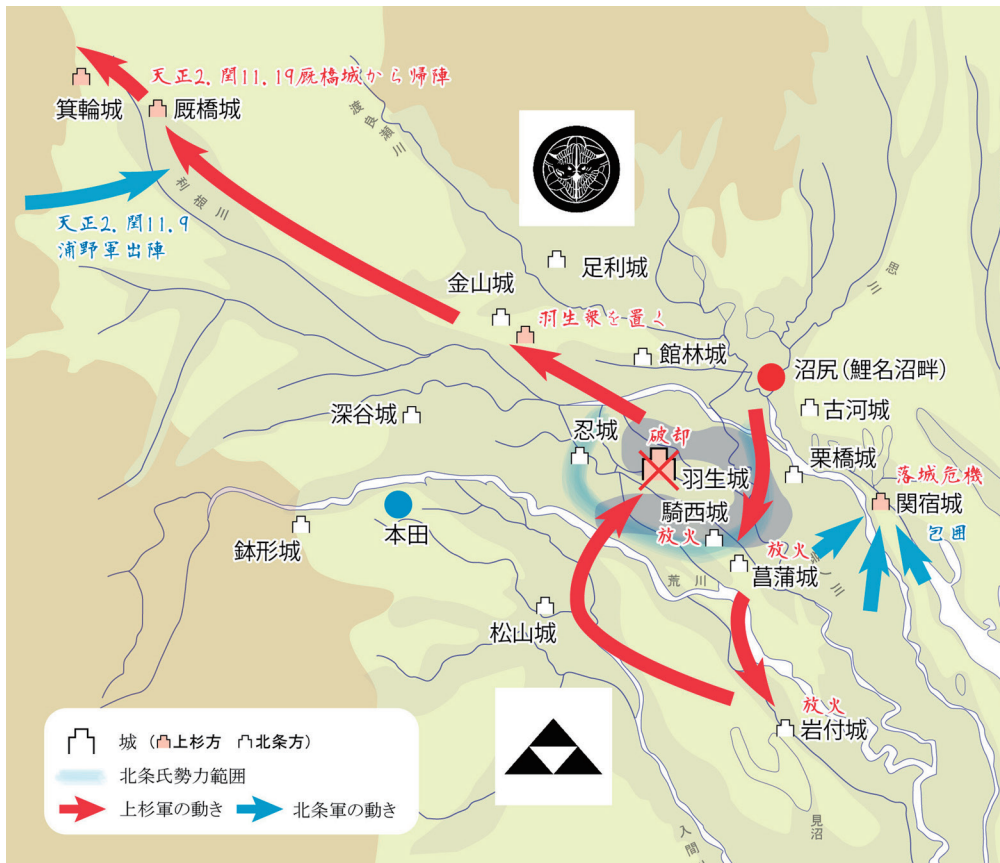 天正2. 閏11.19厩橋城から帰陣
箕輪城
厩橋城
渡良瀬川
利根川
天正2. 閏11.9
浦野軍出陣
足利城
思川
金山城
羽生衆を置く
館林城
沼尻(鯉名沼畔)
古河城
深谷城
忍城
破却
羽生城
栗橋城
落城危機
関宿城
騎西城
放火
包囲
本田
鉢形城
放火
菖蒲城
荒川
松山城
放火
岩付城
見沼
入間川
城 (上杉方 北条方)
北条氏勢力範囲
上杉軍の動き 北条軍の動き